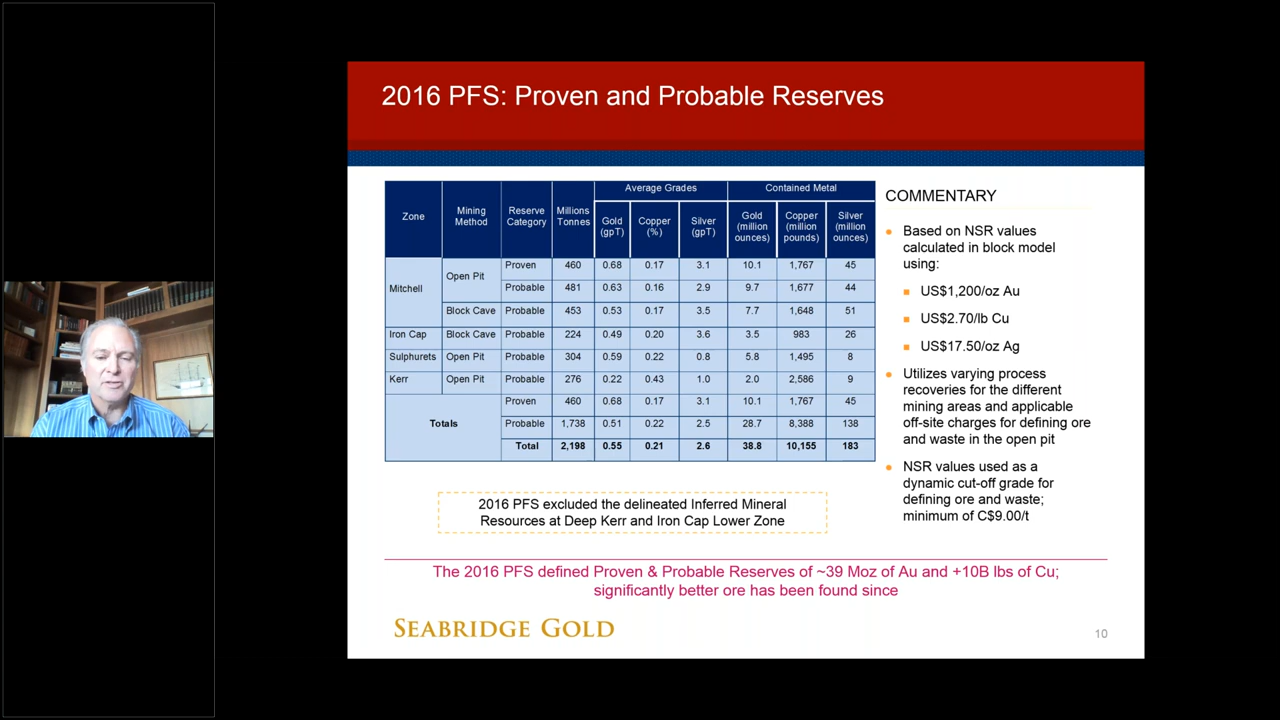 2016 PFS: Proven and Probable Reserves
Average Grades Contained Metal
Zone Mining Method Reserve Category Millions Tonnes Gold (gpT) Copper (%) Silver (gpT) Gold (million ounces) Copper (million pounds) Silver (million ounces)
Mitchell Open Pit Proven 460 0.68 0.17 3.1 10.1 1,767 45
Probable 481 0.63 0.16 2.9 9.7 1,677 44
Block Cave Probable 453 0.53 0.17 3.5 7.7 1,648 51
Iron Cap Block Cave Probable 224 0.49 0.20 3.6 3.5 983 26
Sulphurets Open Pit Probable 304 0.59 0.22 0.8 5.8 1,495 8
Kerr Open Pit Probable 276 0.22 0.43 1.0 2.0 2,586 9
Totals Proven 460 0.68 0.17 3.1 10.1 1,767 45
Probable 1,738 0.51 0.22 2.5 28.7 8,388 138
Total 2,198 0.55 0.21 2.6 38.8 10,155 183
2016 PFS excluded the delineated Inferred Mineral
Resources at Deep Kerr and Iron Cap Lower Zone
COMMENTARY
Based on NSR values
calculated in block model
using:
US$1,200/oz Au
US$2.70/lb Cu
US$17.50/oz Ag
Utilizes varying process
recoveries for the different
mining areas and applicable
off-site charges for defining ore
and waste in the open pit
NSR values used as a
dynamic cut-off grade for
defining ore and waste;
minimum of C$9.00/t
The 2016 PFS defined Proven & Probable Reserves of ~39 Moz of Au and +10B lbs of Cu;
significantly better ore has been found since
SEABRIDGE GOLD
10